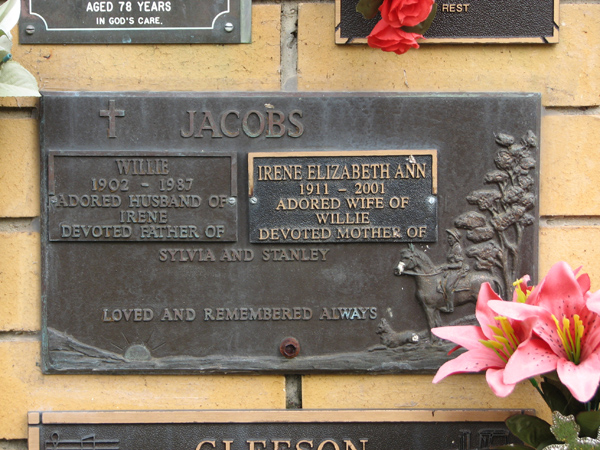 AGED 78 YEARS
IN GOD'S CARE.
REST
JACOBS
WILLIE
1902 - 1987
ADORED HUSBAND OF
IRENE
DEVOTED FATHER OF
IRENE ELIZABETH ANN
1911 - 2001
ADORED WIFE OF
WILLIE
DEVOTED MOTHER OF
SYLVIA AND STANLEY
LOVED AND REMEMBERED ALWAYS
GLEESON